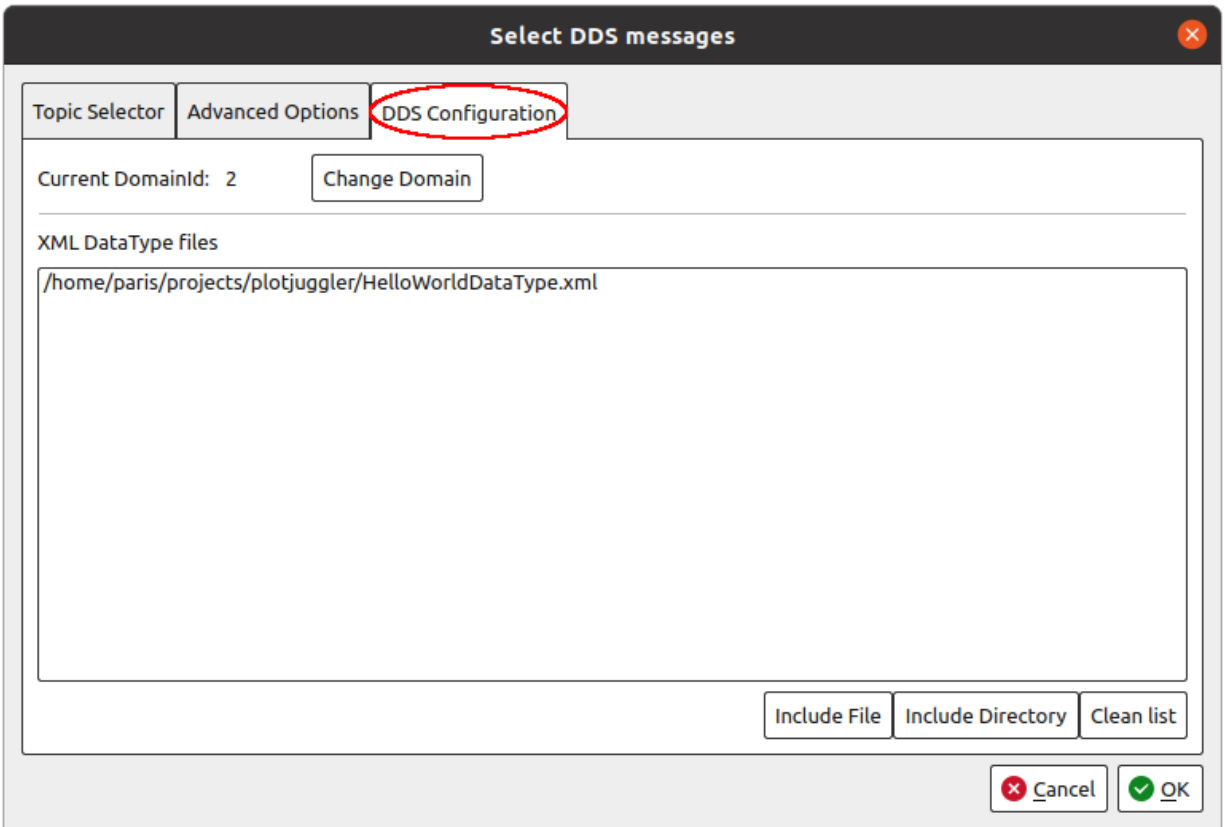 Select DDS messages
Topic Selector Advanced Options DDS Configuration
Current DomainId: 2 Change Domain
XML DataType files
/home/paris/projects/plotjuggler/HelloWorldDataType.xml
Include File Include Directory Clean list
Cancel OK